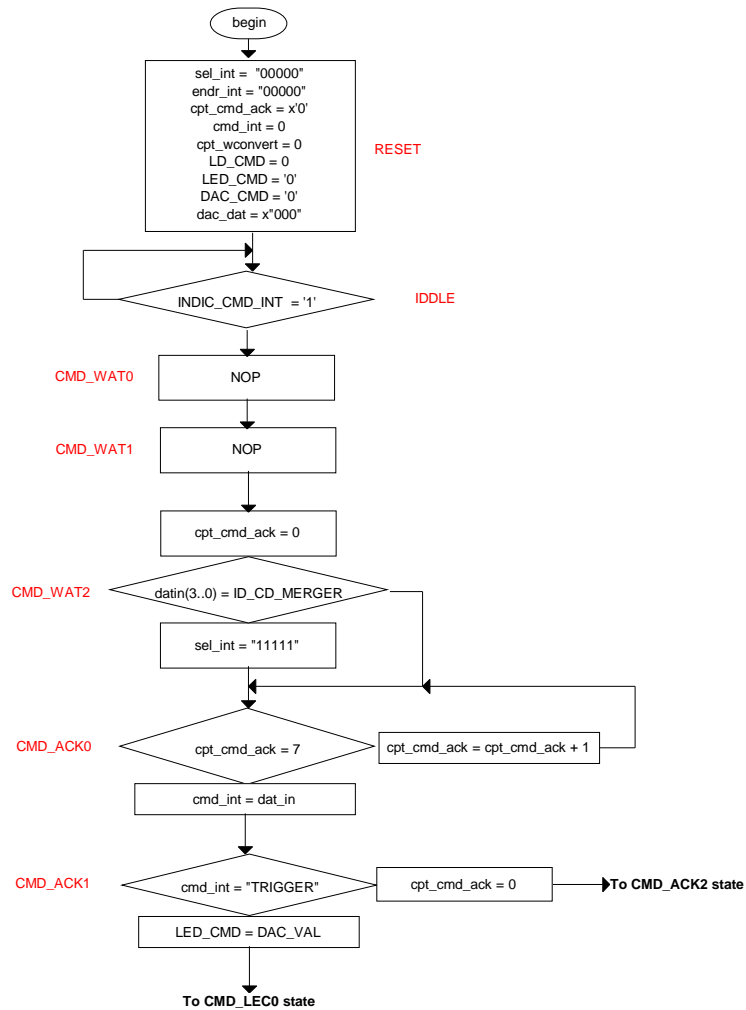 begin
sel_int = "00000"
endr_int = "00000"
cpt_cmd_ack = x'0'
cmd_int = 0
cpt_wconvert = 0
LD_CMD = 0
LED_CMD = '0'
DAC_CMD = '0'
dac_dat = x"000"
RESET
INDIC_CMD_INT = '1'
IDDLE
CMD_WAT0
NOP
CMD_WAT1
NOP
cpt_cmd_ack = 0
CMD_WAT2
datin(3..0) = ID_CD_MERGER
sel_int = "11111"
CMD_ACK0
cpt_cmd_ack = 7
cpt_cmd_ack = cpt_cmd_ack + 1
cmd_int = dat_in
CMD_ACK1
cmd_int = "TRIGGER"
cpt_cmd_ack = 0
To CMD_ACK2 state
LED_CMD = DAC_VAL
To CMD_LEC0 state